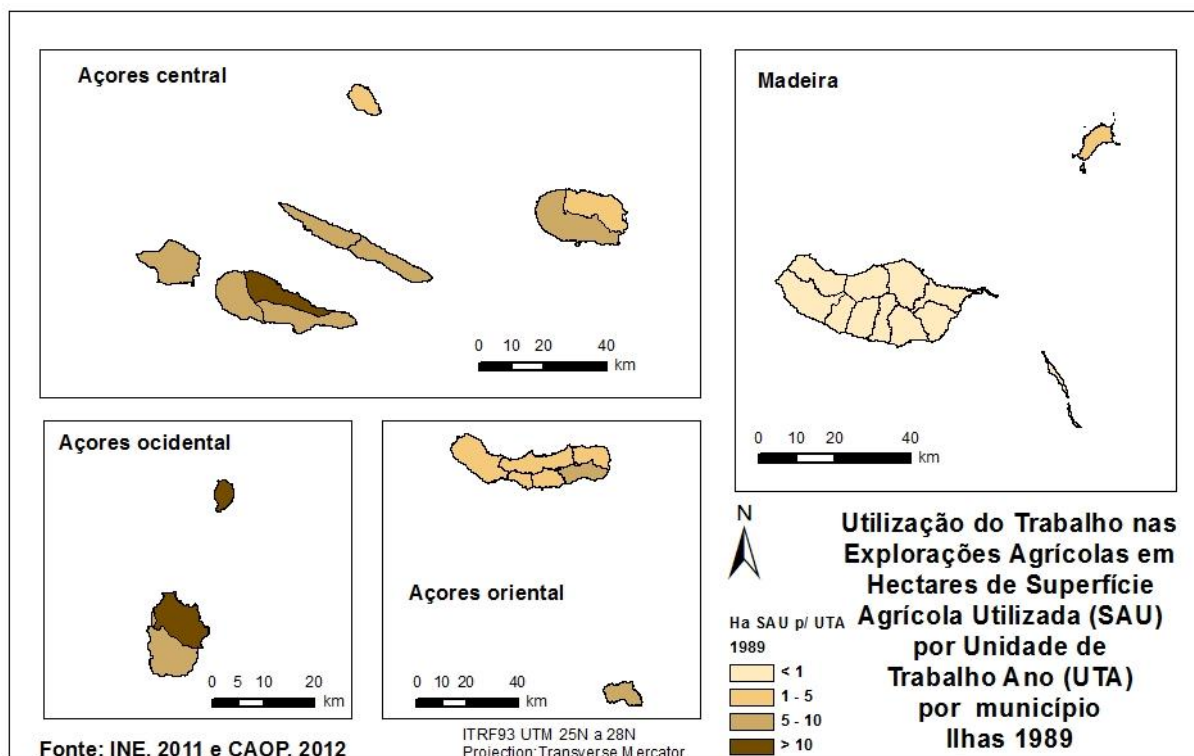 Açores central
0 10 20 40
km
Madeira
0 10 20 40
km
Açores ocidental
0 5 10 20
km
Açores oriental
0 10 20 40
km
N
Utilização do Trabalho nas
Explorações Agrícolas em
Hectares de Superfície
Agrícola Utilizada (SAU)
por Unidade de
Trabalho Ano (UTA)
por município
Ilhas 1989
Ha SAU p/ UTA
1989
< 1
1 - 5
5 - 10
> 10
Fonte: INE, 2011 e CAOP, 2012
ITRF93 UTM 25N a 28N
Projection: Transverse Mercator